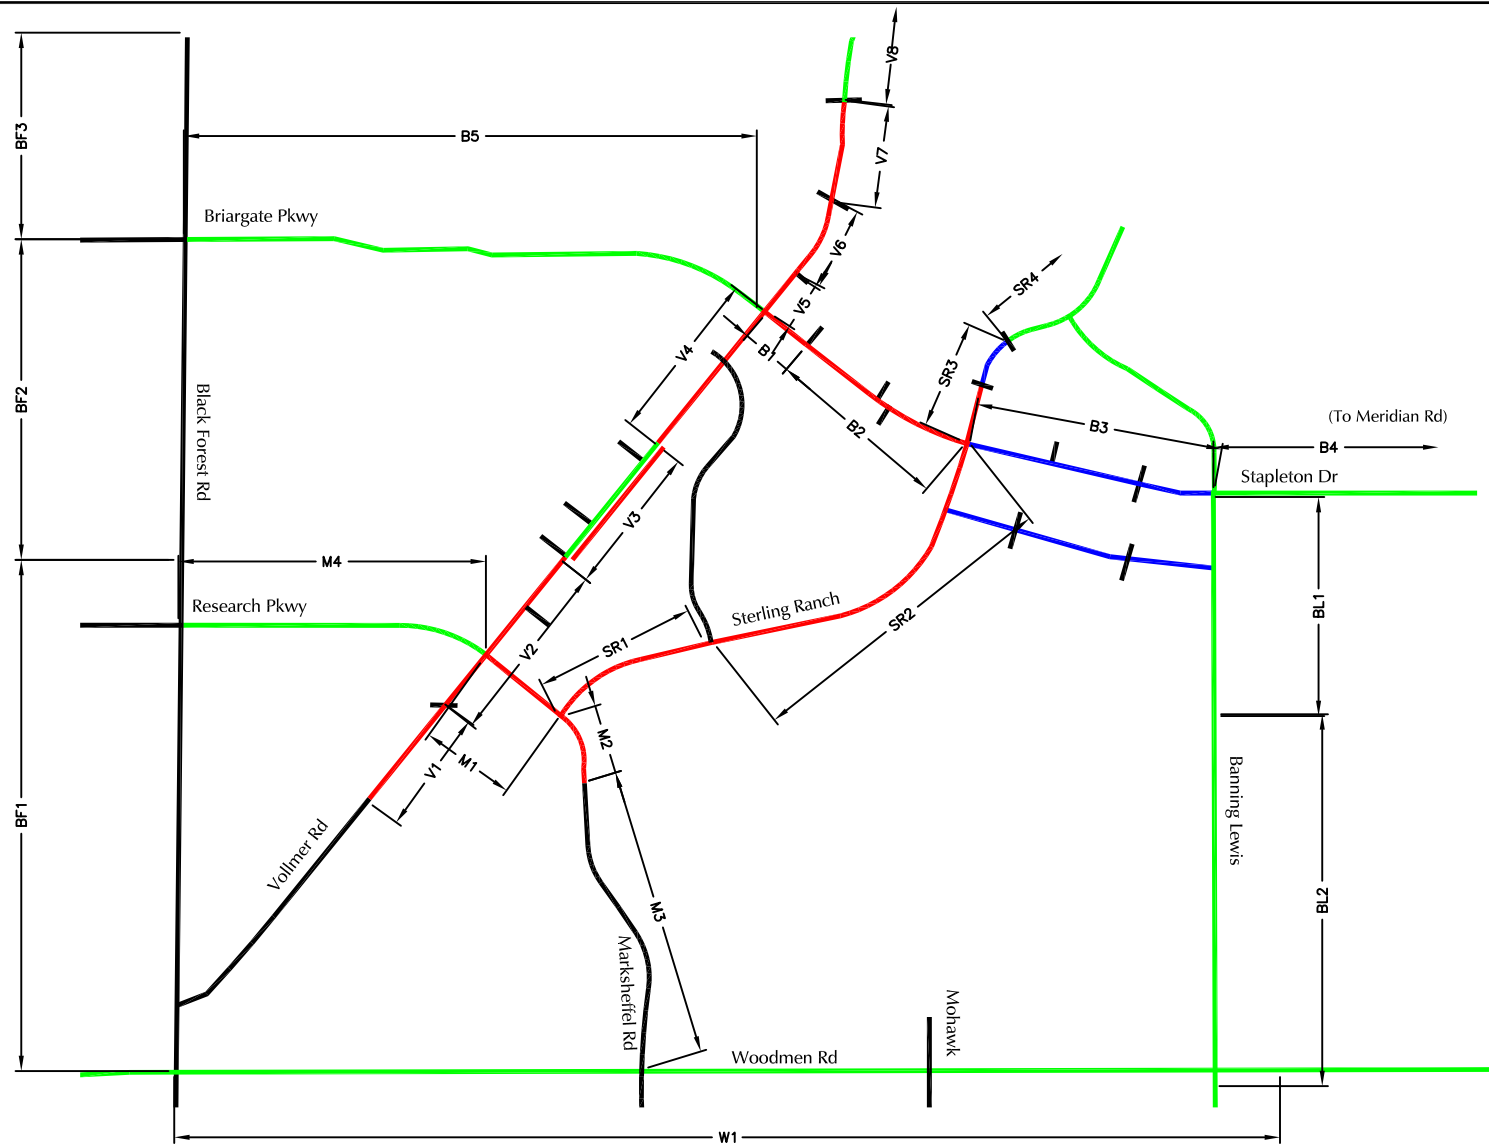 V8
BF3
B5
V7
Briargate Pkwy
V6
SR4
V5
B1
V4
SR3
BF2
Black Forest Rd
B2
B3
(To Meridian Rd)
B4
Stapleton Dr
V3
M4
Research Pkwy
Sterling Ranch
BL1
SR2
SR1
V2
M2
M1
V1
BF1
Vollmer Rd
Banning Lewis
BL2
M3
Marksheffel Rd
Mohawk
Woodmen Rd
W1